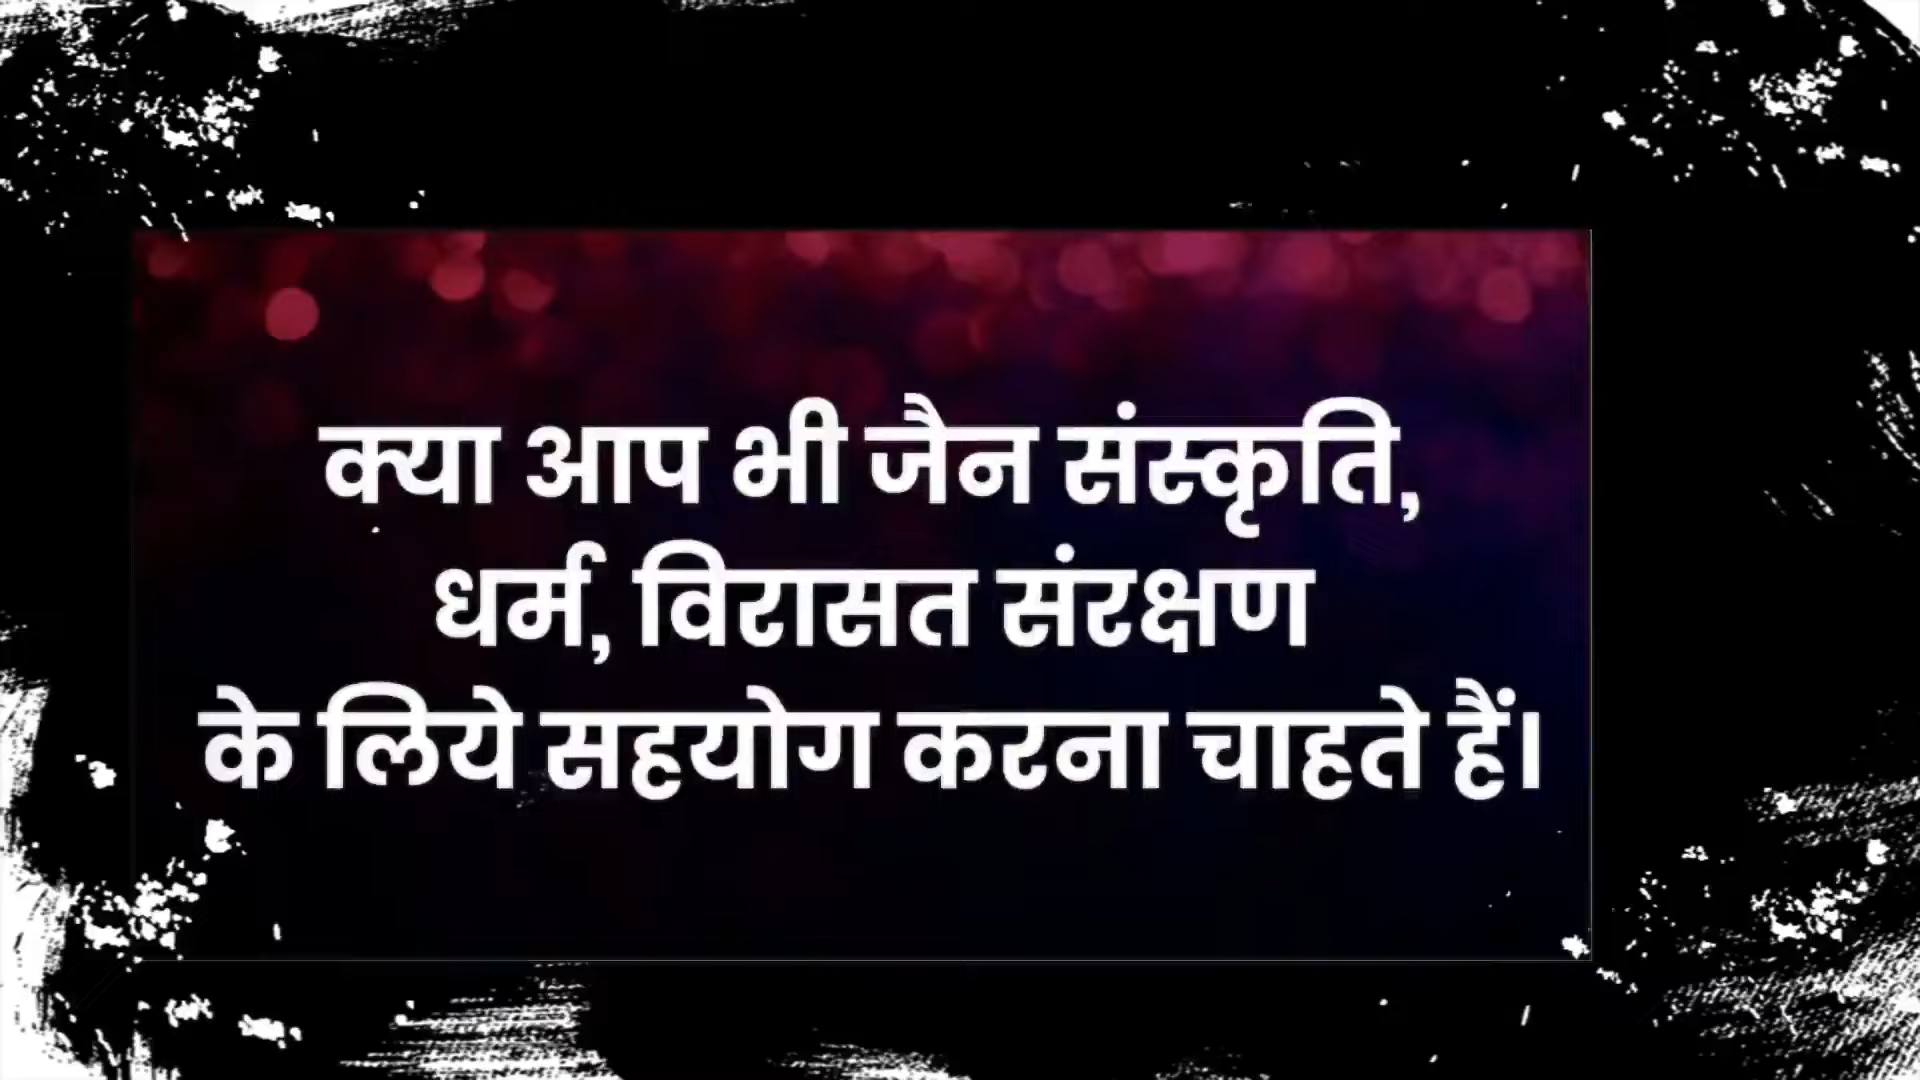 क्या आप भी जैन संस्कृति,
धर्म, विरासत संरक्षण
के लिये सहयोग करना चाहते हैं।